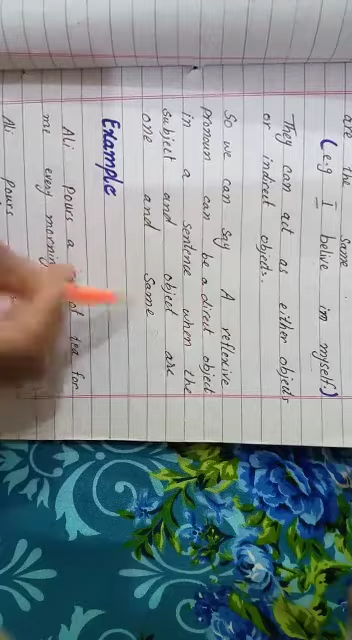 are the same
(e.g I belive im myself.)
They can act as either objects
or indirect objects.
So we can say A reflexive
pronoun can be a direct object
in a sentence when the
subject and object are
one and same
Example
Ali pours a of tea for
me every morning
Ali pours